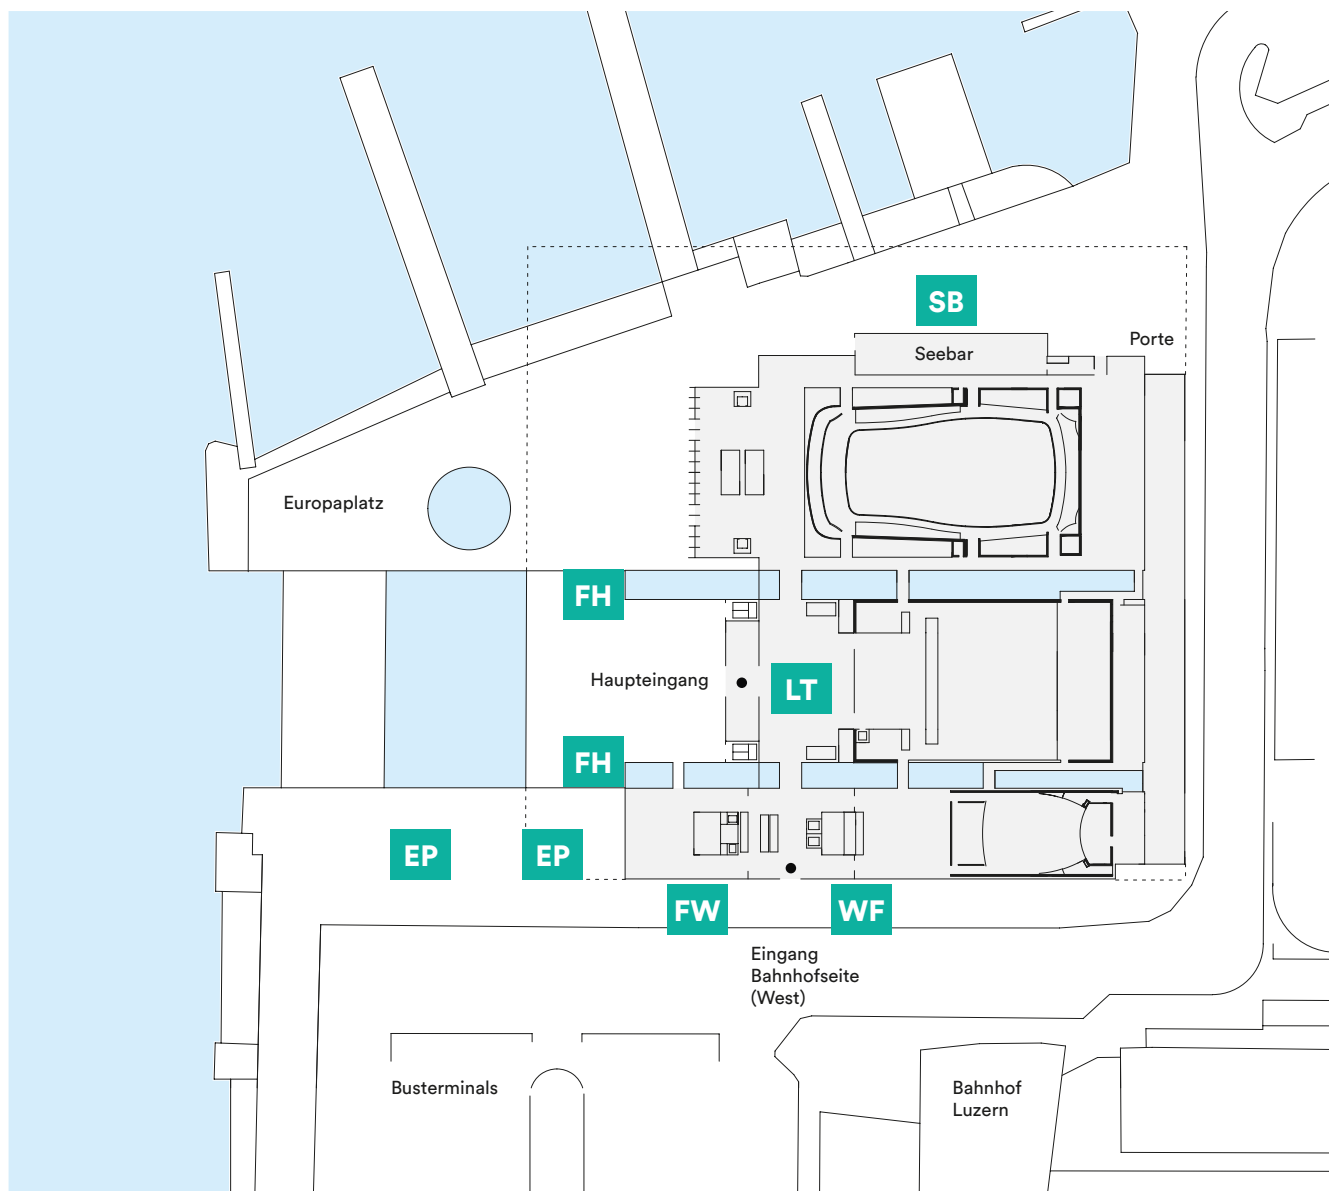 SB
Seebar
Porte
Europaplatz
FH
Haupteingang
LT
FH
EP
EP
FW
WF
Eingang
Bahnhofseite
(West)
Busterminals
Bahnhof
Luzern